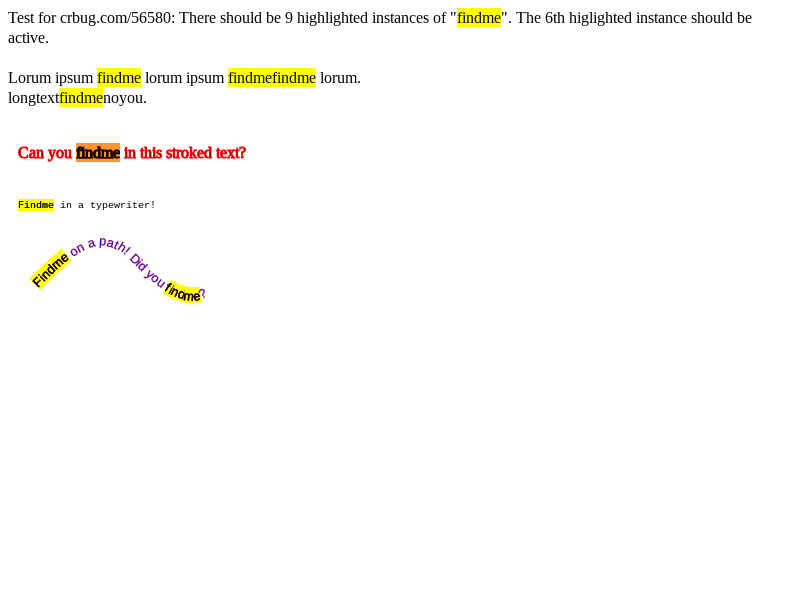 Test for crbug.com/56580: There should be 9 highlighted instances of "findme". The 6th higlighted instance should be
active.
Lorum ipsum findme lorum ipsum findmefindme lorum.
longtextfindmenoyou.
Can you findme in this stroked text?
Findme in a typewriter!
Findme on a path! Did you findme?